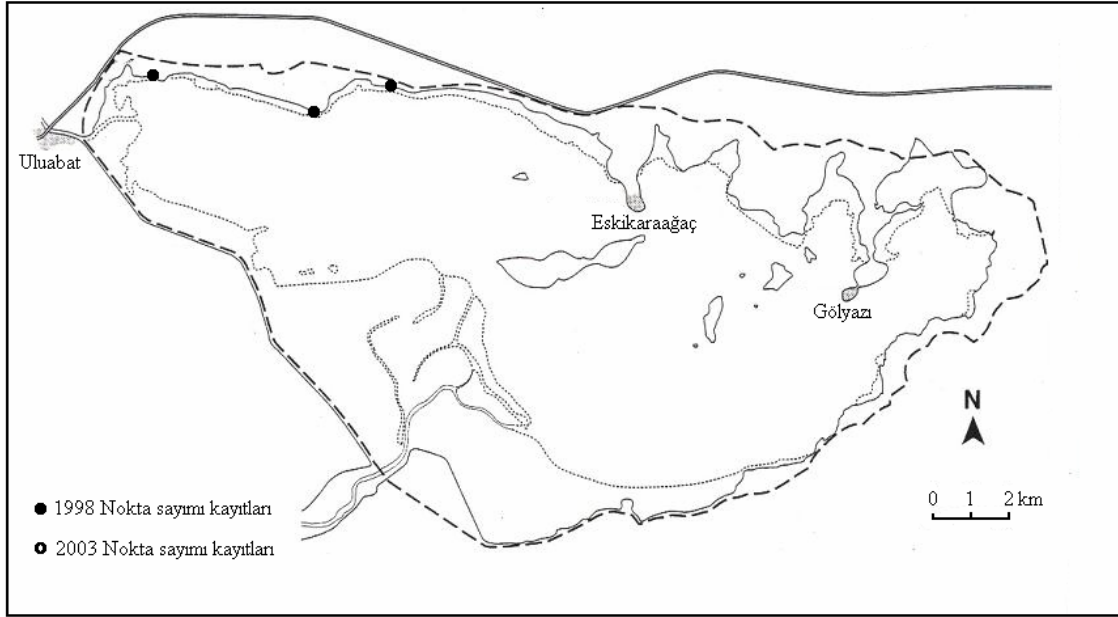 Uluabat
Eskikaraağaç
Gölyazı
N
0 1 2 km
1998 Nokta sayımı kayıtları
2003 Nokta sayımı kayıtları